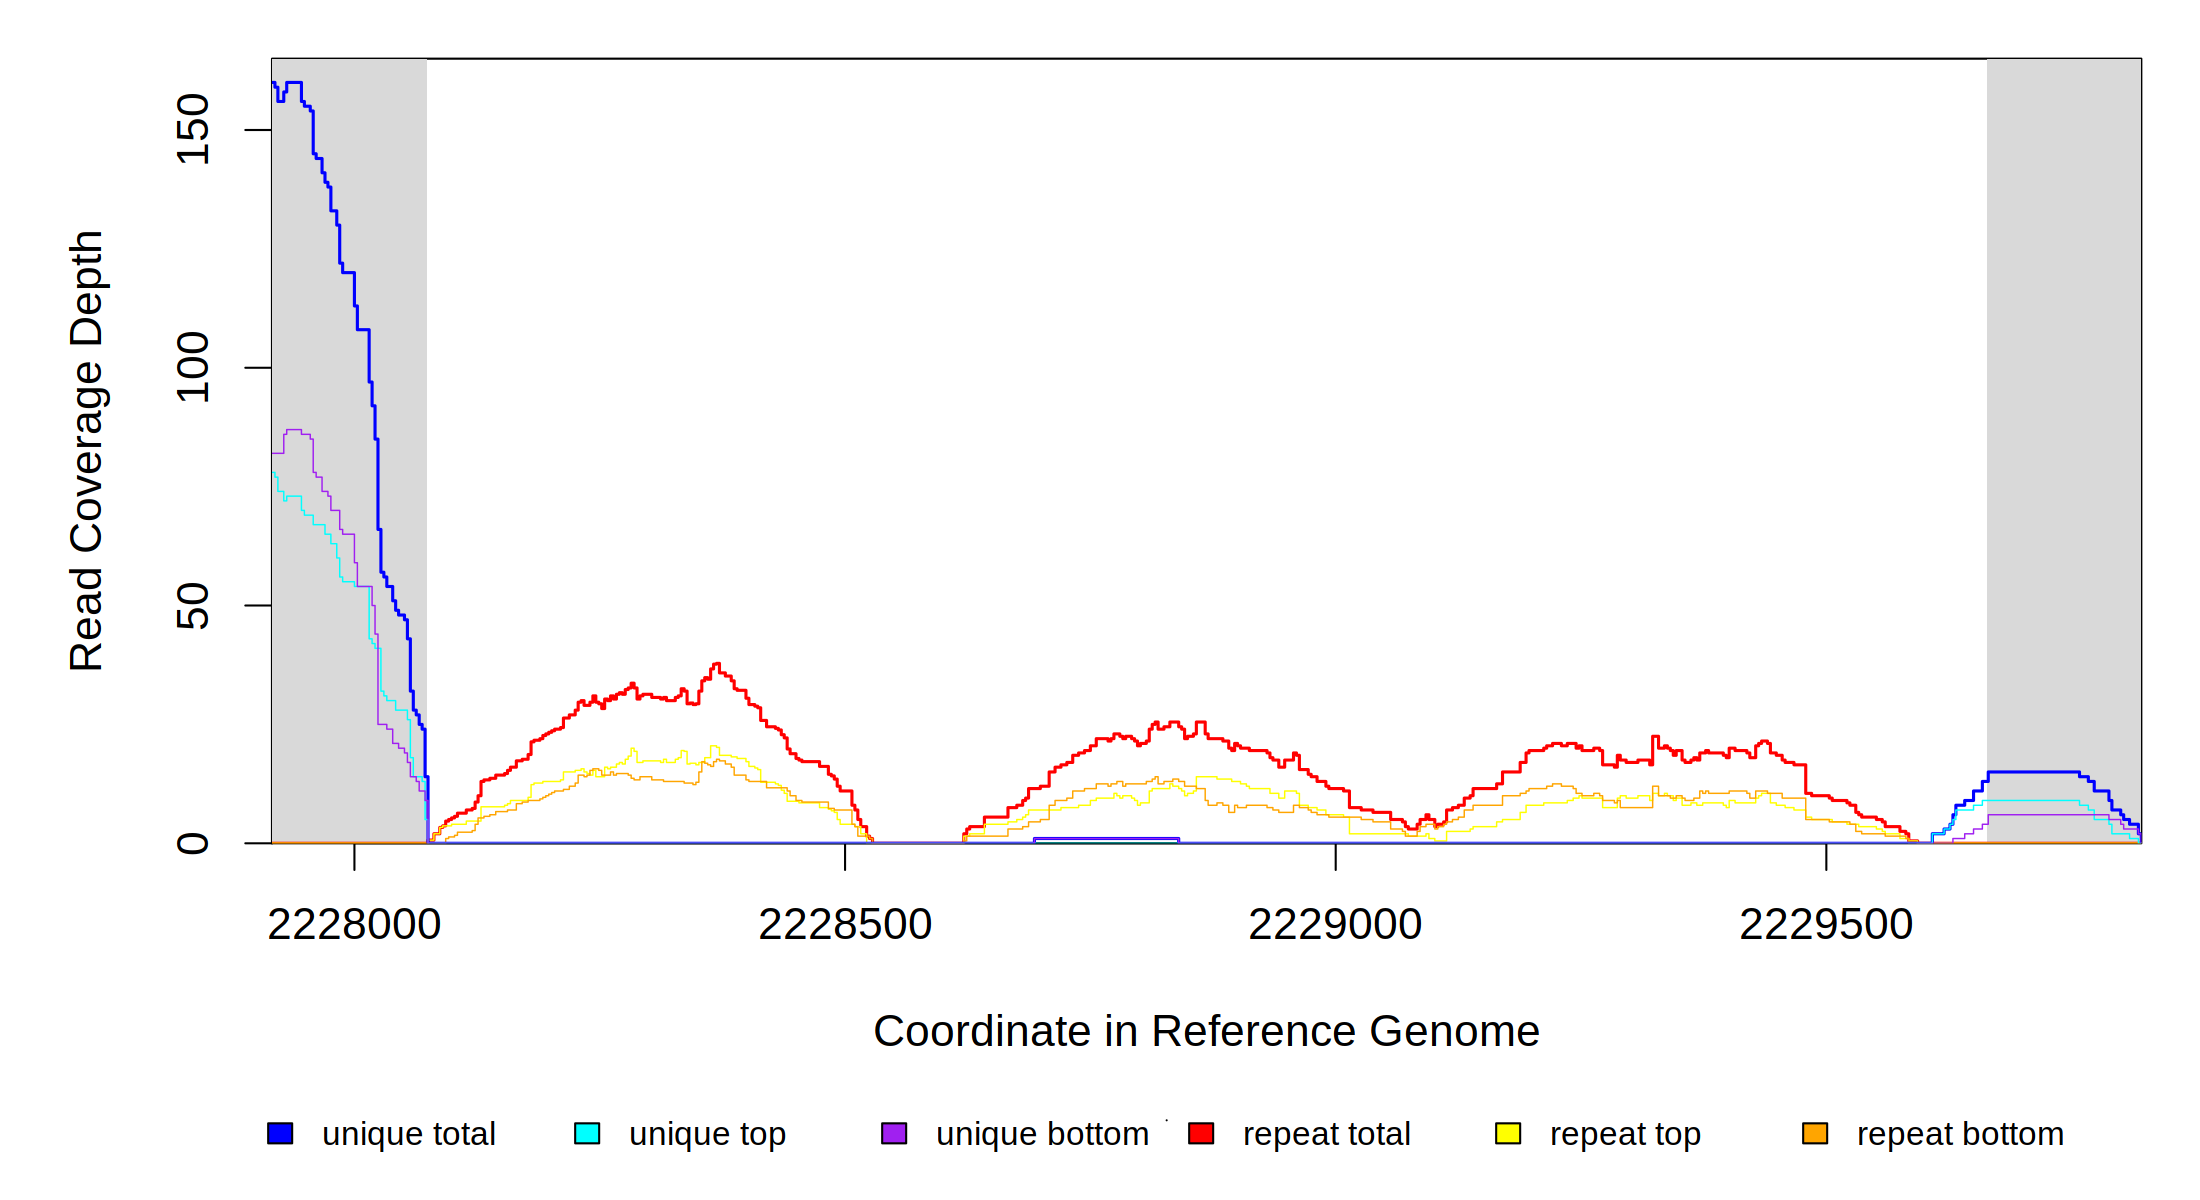 Read Coverage Depth
150
100
50
0
2228000 2228500 2229000 2229500
Coordinate in Reference Genome
unique total unique top unique bottom repeat total repeat top repeat bottom